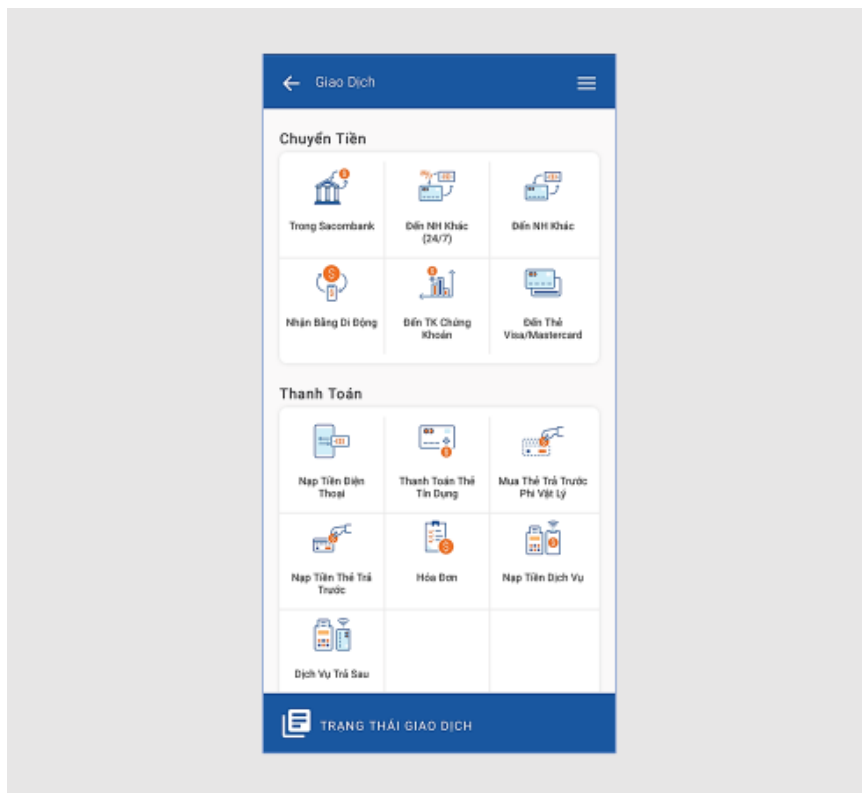 Giao Dịch
Chuyển Tiền
Trong Sacombank
Đến NH Khác
(24/7)
Đến NH Khác
Nhận Bằng Di Động
Đến TK Chứng
Khoán
Đến Thẻ
Visa/Mastercard
Thanh Toán
Nạp Tiền Điện
Thoại
Thanh Toán Thẻ
Tín Dụng
Mua Thẻ Trả Trước
Phi Vật Lý
Nạp Tiền Thẻ Trả
Trước
Hóa Đơn
Nạp Tiền Dịch Vụ
Dịch Vụ Trả Sau
TRẠNG THÁI GIAO DỊCH